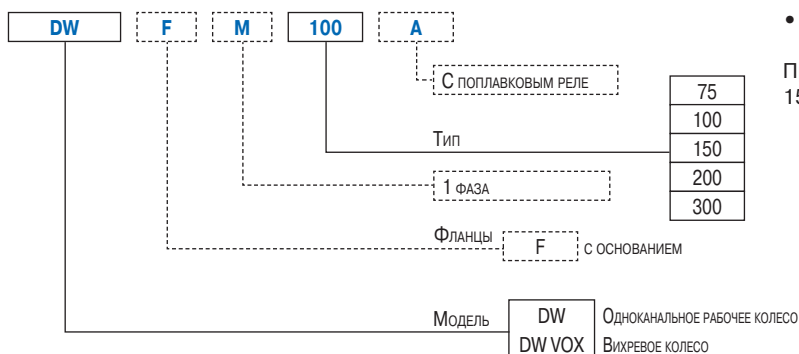 DW F M 100 A
•
С ПОПЛАВКОВЫМ РЕЛЕ
75
П
15
100
Тип
150
1 ФАЗА
200
300
Фланцы
F С ОСНОВАНИЕМ
Модель DW Одноканальное рабочее колесо
DW VOX Вихревое колесо